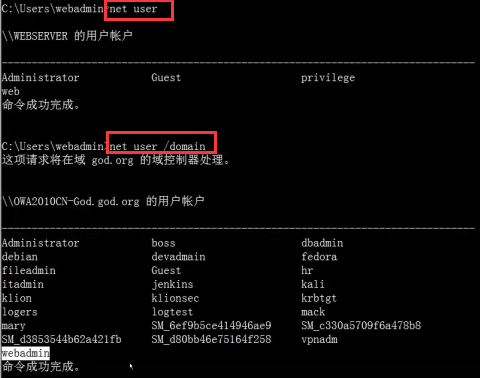 C:\Users\webadmin>net user
\\WEBSERVER 的用户帐户
-------------------------------------------------------------------------------
Administrator Guest privilege
web
命令成功完成。
C:\Users\webadmin>net user /domain
这项请求将在域 god.org 的域控制器处理。
\\OWA2010CN-God.god.org 的用户帐户
-------------------------------------------------------------------------------
Administrator boss dbadmin
debian devadmain fedora
fileadmin Guest hr
itadmin jenkins kali
klion klionsec krbtgt
logers logtest mack
mary SM_6ef9b5ce414946ae9 SM_c330a5709f6a478b8
SM_d3853544b62a421fb SM_d80bb46e75164f258 vpnadm
webadmin
命令成功完成。